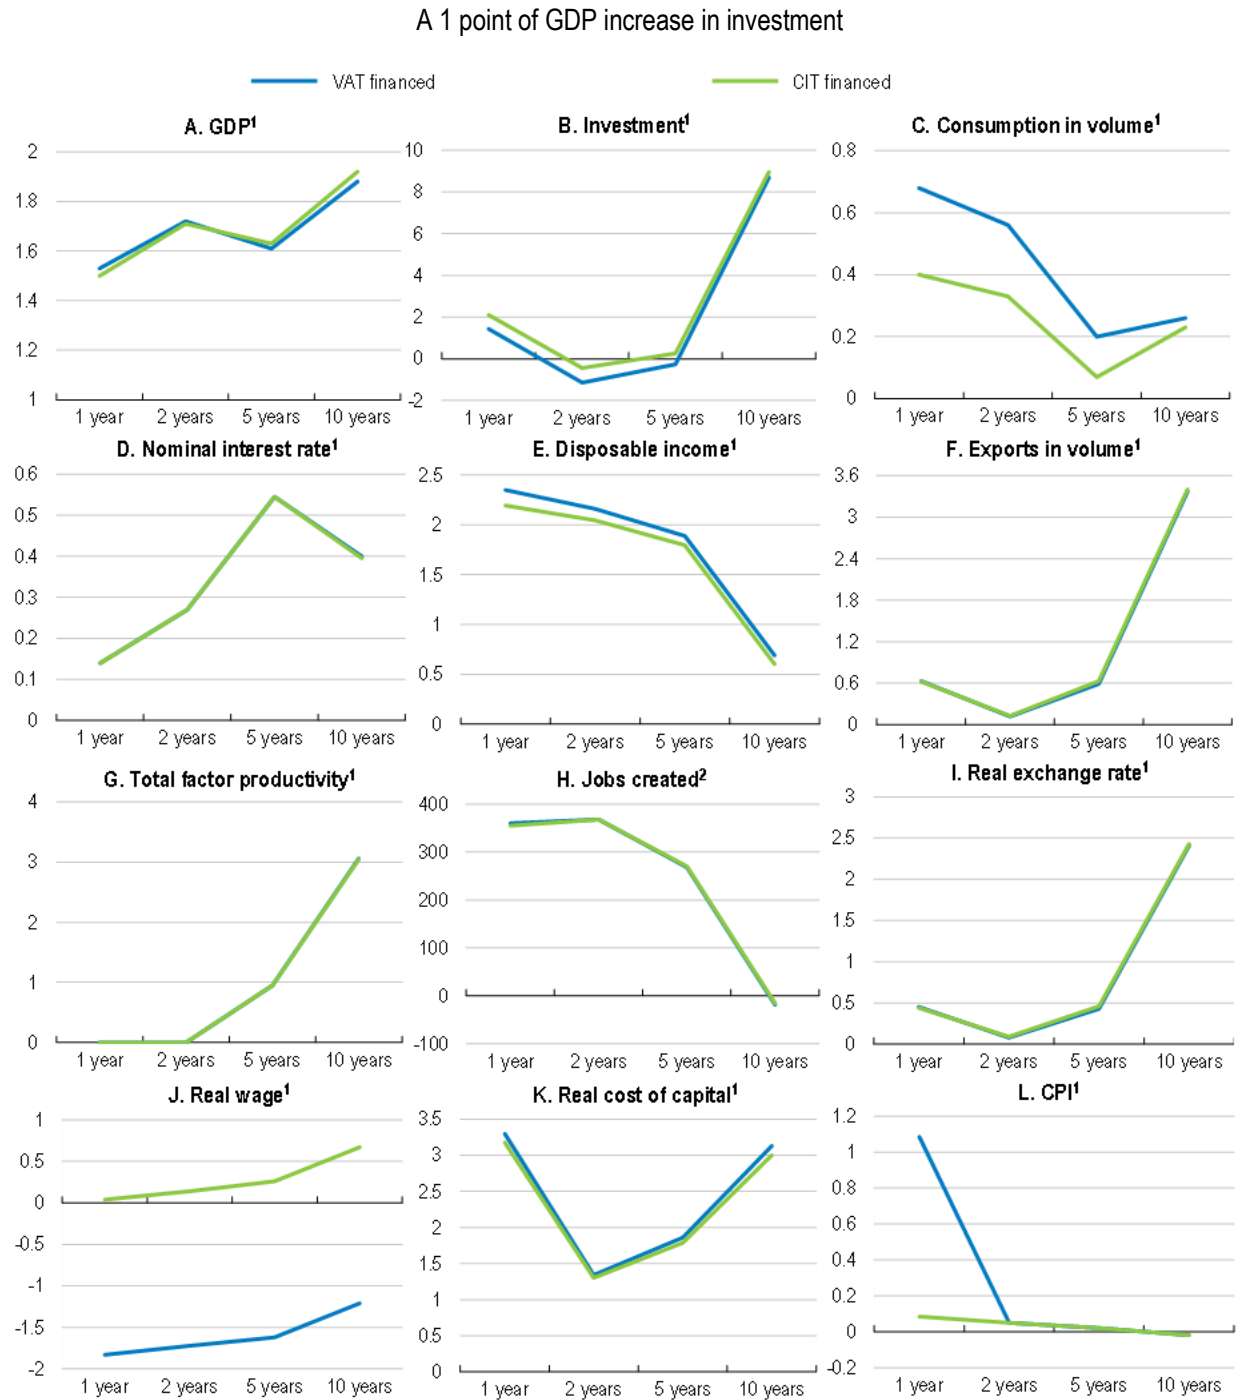 A 1 point of GDP increase in investment
VAT financed
CIT financed
A. GDP¹
2
1.8
1.6
1.4
1.2
1
1 year 2 years 5 years 10 years
B. Investment¹
10
8
6
4
2
0
-2
1 year 2 years 5 years 10 years
C. Consumption in volume¹
0.8
0.6
0.4
0.2
0
1 year 2 years 5 years 10 years
D. Nominal interest rate¹
0.6
0.5
0.4
0.3
0.2
0.1
0
1 year 2 years 5 years 10 years
E. Disposable income¹
2.5
2
1.5
1
0.5
0
1 year 2 years 5 years 10 years
F. Exports in volume¹
3.6
3
2.4
1.8
1.2
0.6
0
1 year 2 years 5 years 10 years
G. Total factor productivity¹
4
3
2
1
0
1 year 2 years 5 years 10 years
H. Jobs created²
400
300
200
100
0
-100
1 year 2 years 5 years 10 years
I. Real exchange rate¹
3
2.5
2
1.5
1
0.5
0
1 year 2 years 5 years 10 years
J. Real wage¹
1
0.5
0
-0.5
-1
-1.5
-2
1 year 2 years 5 years 10 years
K. Real cost of capital¹
3.5
3
2.5
2
1.5
1
0.5
0
1 year 2 years 5 years 10 years
L. CPI¹
1.2
1
0.8
0.6
0.4
0.2
0
-0.2
1 year 2 years 5 years 10 years